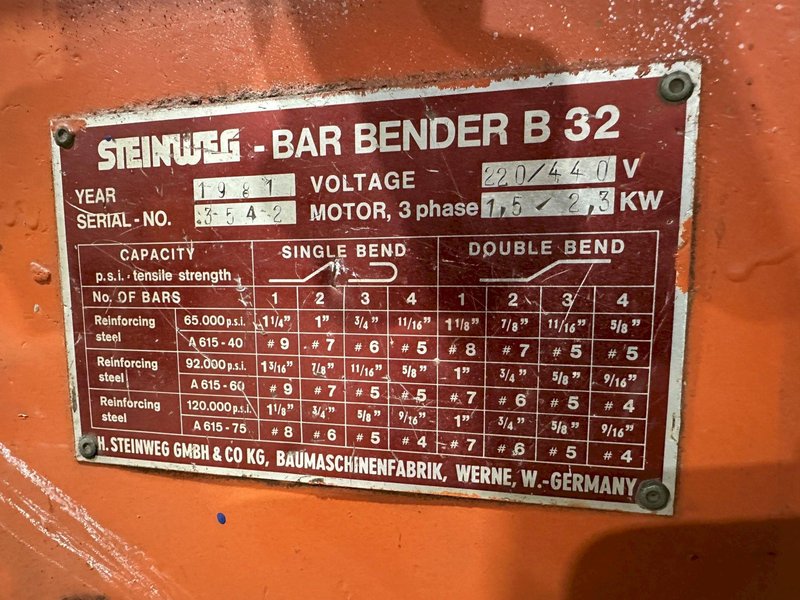 STEINWEG - BAR BENDER B 32
YEAR 1981 VOLTAGE 220/440 V
SERIAL - NO. 3542 MOTOR, 3 phase 1,5 / 2,3 KW
CAPACITY SINGLE BEND DOUBLE BEND
p.s.i. - tensile strength
No. OF BARS 1 2 3 4 1 2 3 4
Reinforcing steel 65.000 p.s.i. 1 1/4" 1" 3/4" 11/16" 1 1/8" 7/8" 11/16" 5/8"
A 615 - 40 # 9 # 7 # 6 # 5 # 8 # 7 # 5 # 5
Reinforcing steel 92.000 p.s.i. 1 3/16" 7/8" 11/16" 5/8" 1" 3/4" 5/8" 9/16"
A 615 - 60 # 9 # 7 # 5 # 5 # 7 # 6 # 5 # 4
Reinforcing steel 120.000 p.s.i. 1 1/8" 3/4" 5/8" 9/16" 1" 3/4" 5/8" 9/16"
A 615 - 75 # 8 # 6 # 5 # 4 # 7 # 6 # 5 # 4
H. STEINWEG GMBH & CO KG, BAUMASCHINENFABRIK, WERNE, W.-GERMANY